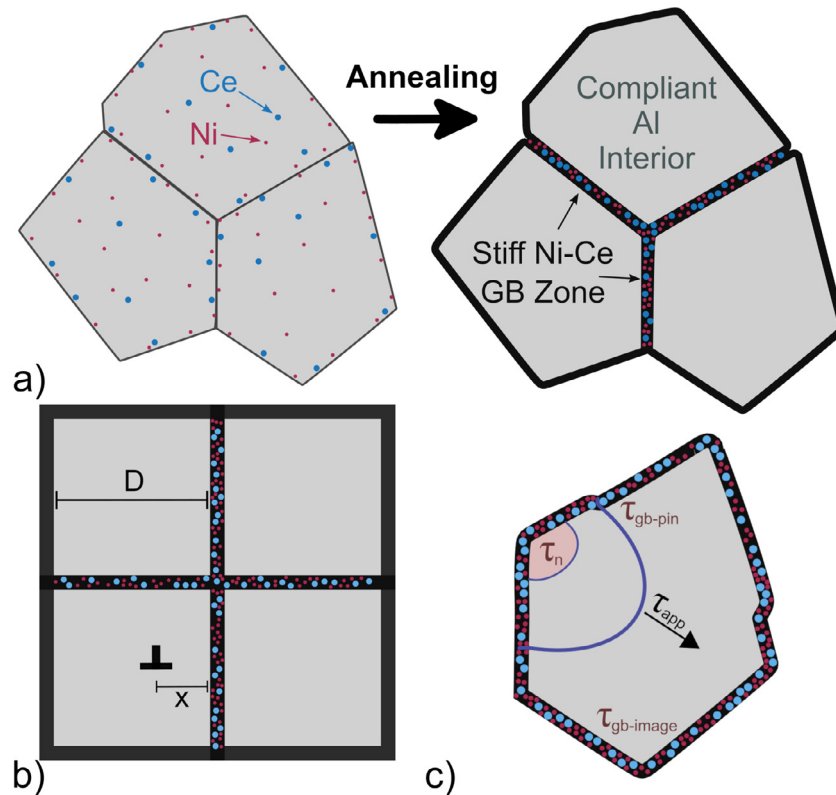 Ce
Ni
Annealing
Compliant
Al
Interior
Stiff Ni-Ce
GB Zone
a)
D
x
b)
τgb-pin
τn
τapp
τgb-image
c)